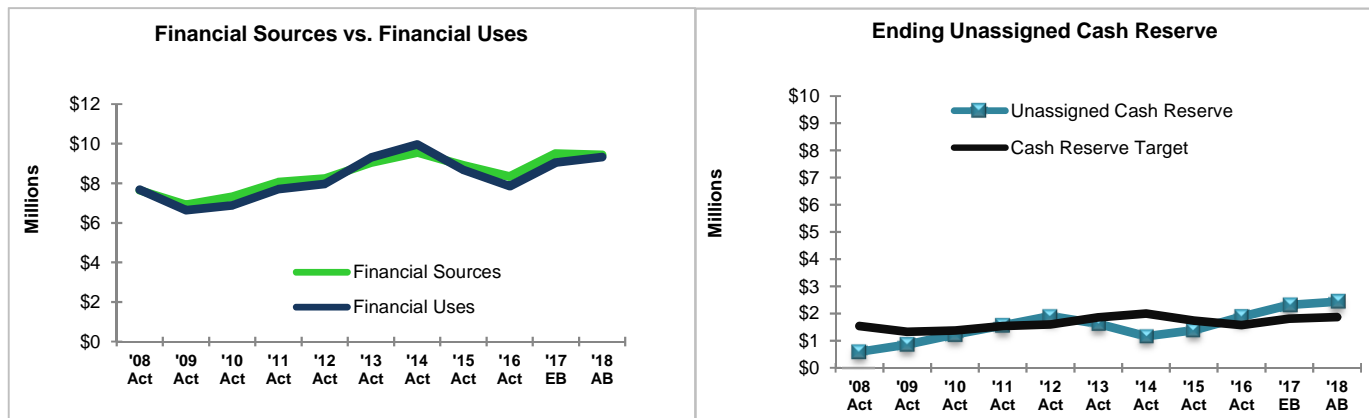 Financial Sources vs. Financial Uses
$12
$10
$8
$6
$4
$2
$0
Millions
Financial Sources
Financial Uses
'08 '09 '10 '11 '12 '13 '14 '15 '16 '17 '18
Act Act Act Act Act Act Act Act Act EB AB
Ending Unassigned Cash Reserve
$10
$9
$8
$7
$6
$5
$4
$3
$2
$1
$0
Millions
Unassigned Cash Reserve
Cash Reserve Target
'08 '09 '10 '11 '12 '13 '14 '15 '16 '17 '18
Act Act Act Act Act Act Act Act Act EB AB